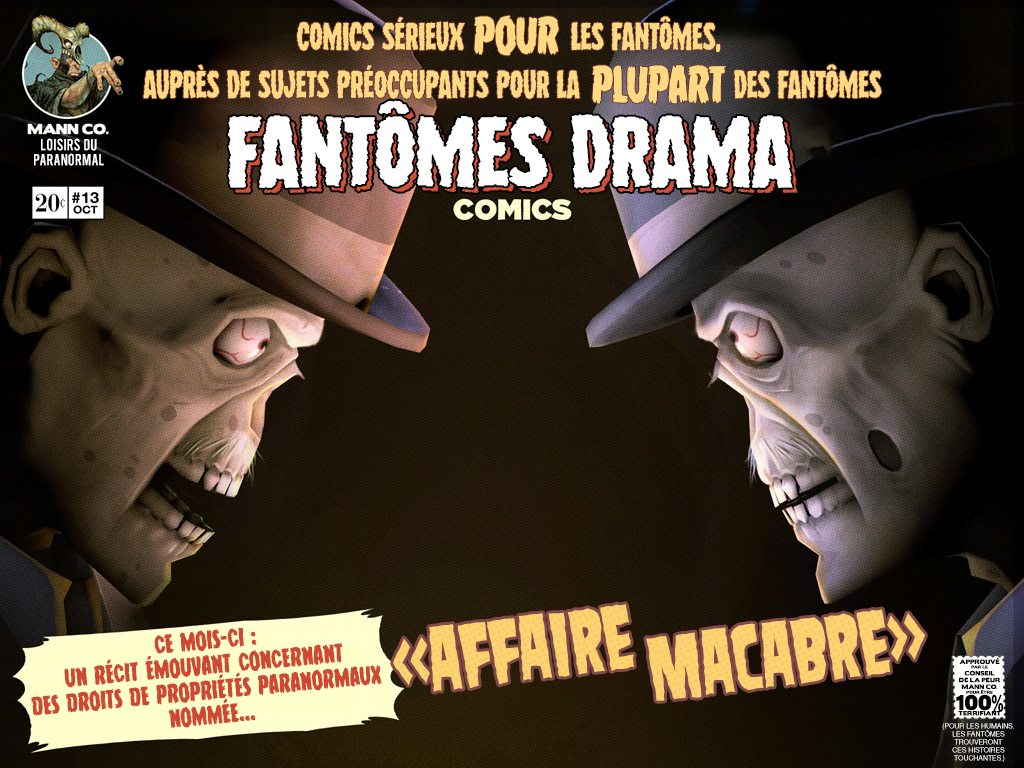 COMICS SÉRIEUX POUR LES FANTÔMES,
AUPRÈS DE SUJETS PRÉOCCUPANTS POUR LA PLUPART DES FANTÔMES
FANTÔMES DRAMA
COMICS
MANN CO.
LOISIRS DU
PARANORMAL
20¢ #13
OCT
CE MOIS-CI :
UN RÉCIT ÉMOUVANT CONCERNANT
DES DROITS DE PROPRIÉTÉS PARANORMAUX
NOMMÉE...
«AFFAIRE MACABRE»
APPROUVÉ
PAR LE
CONSEIL
DE LA PEUR
MANN CO.
POUR ÊTRE
100%
TERRIFIANT
(POUR LES HUMAINS.
LES FANTÔMES
TROUVERONT
CES HISTOIRES
TOUCHANTES.)